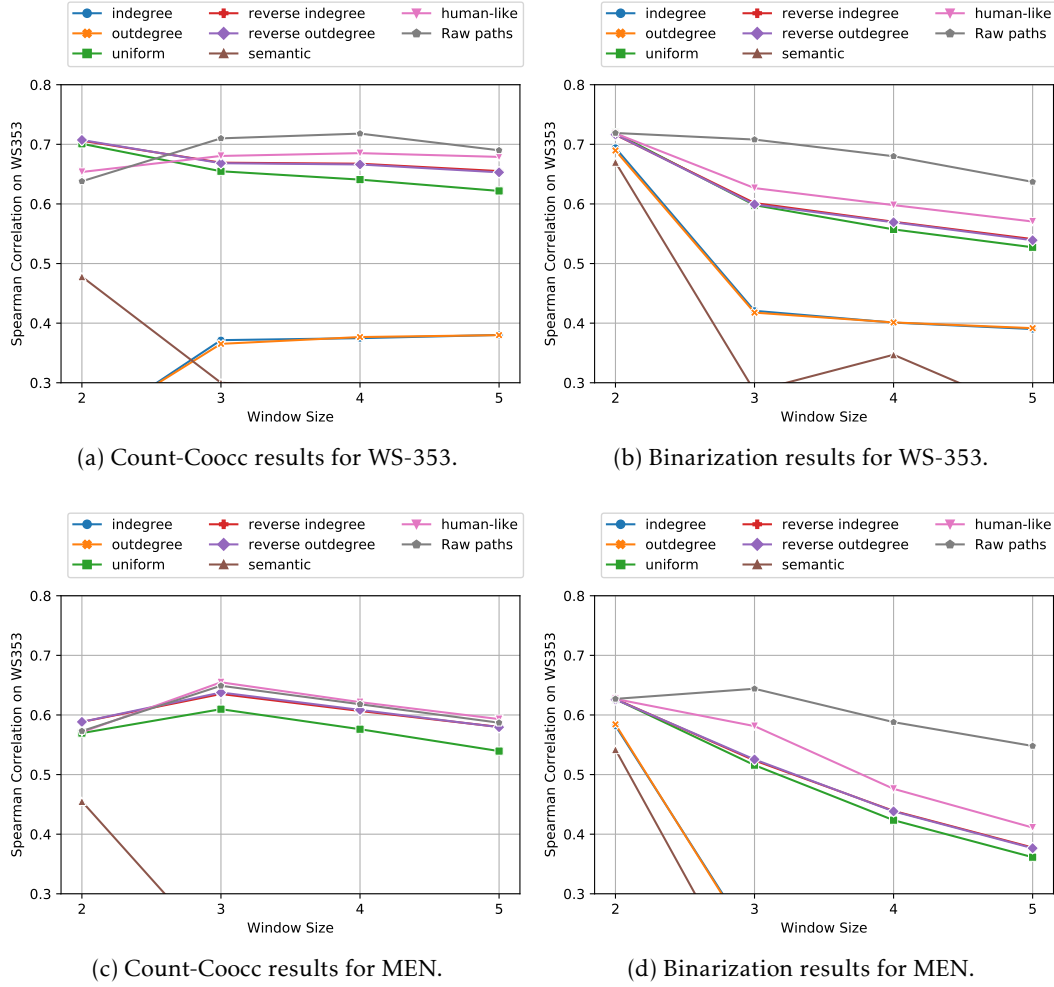 indegree reverse indegree human-like
outdegree reverse outdegree Raw paths
uniform semantic
Spearman Correlation on WS353
0.8
0.7
0.6
0.5
0.4
0.3
2 3 4 5
Window Size
(a) Count-Coocc results for WS-353.
indegree reverse indegree human-like
outdegree reverse outdegree Raw paths
uniform semantic
Spearman Correlation on WS353
0.8
0.7
0.6
0.5
0.4
0.3
2 3 4 5
Window Size
(b) Binarization results for WS-353.
indegree reverse indegree human-like
outdegree reverse outdegree Raw paths
uniform semantic
Spearman Correlation on WS353
0.8
0.7
0.6
0.5
0.4
0.3
2 3 4 5
Window Size
(c) Count-Coocc results for MEN.
indegree reverse indegree human-like
outdegree reverse outdegree Raw paths
uniform semantic
Spearman Correlation on WS353
0.8
0.7
0.6
0.5
0.4
0.3
2 3 4 5
Window Size
(d) Binarization results for MEN.